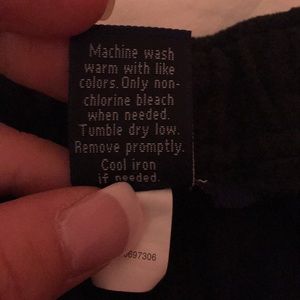 Machine wash
warm with like
colors. Only non-
chlorine bleach
when needed.
Tumble dry low.
Remove promptly.
Cool iron
if needed.
0697306